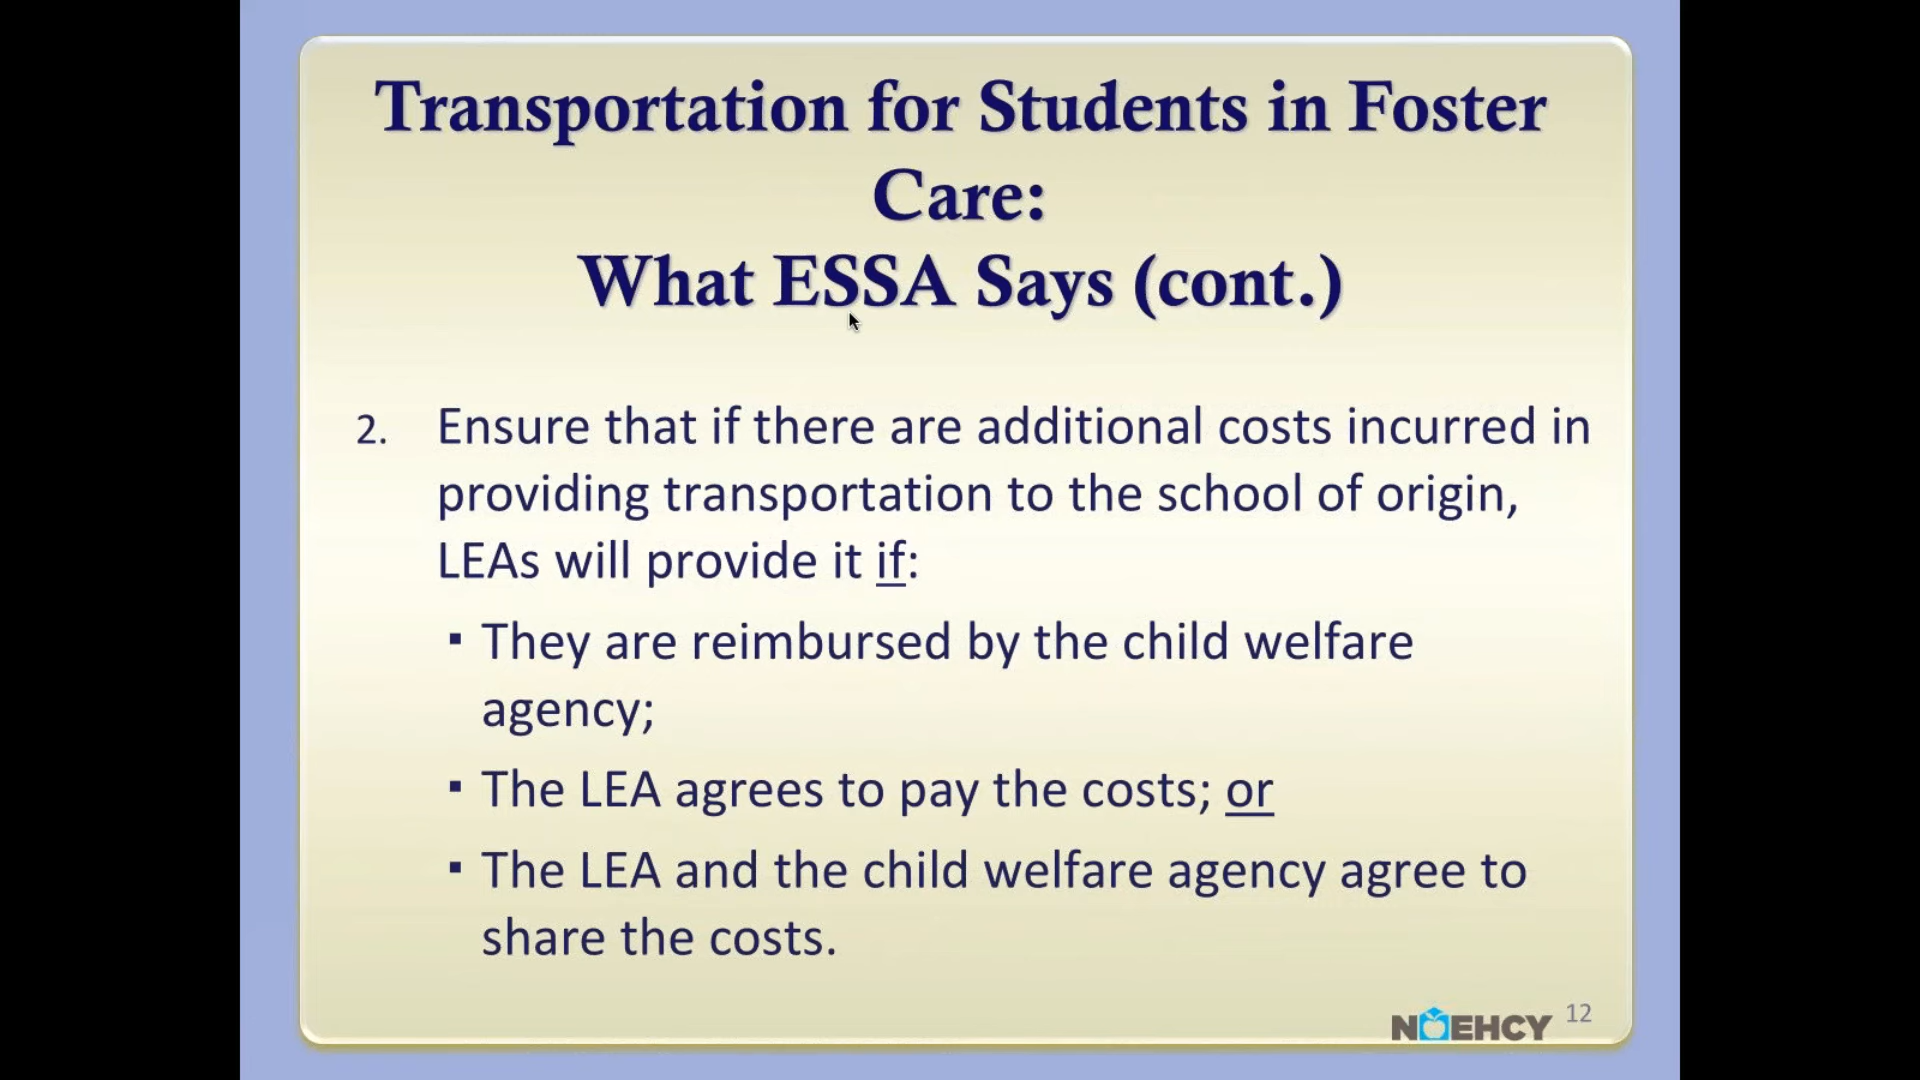 Transportation for Students in Foster
Care:
What ESSA Says (cont.)
2. Ensure that if there are additional costs incurred in
providing transportation to the school of origin,
LEAs will provide it if:
▪ They are reimbursed by the child welfare
agency;
▪ The LEA agrees to pay the costs; or
▪ The LEA and the child welfare agency agree to
share the costs.
NAEHCY 12